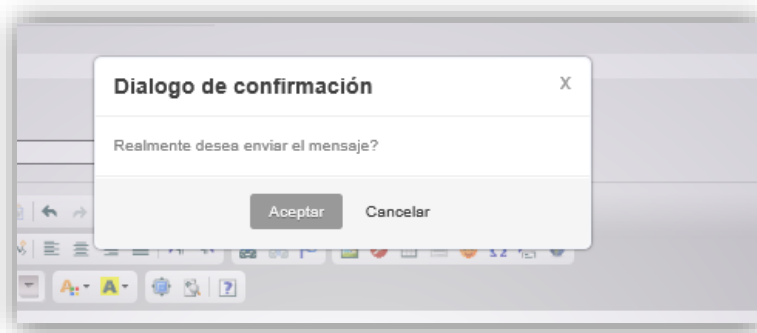 Dialogo de confirmación
X
Realmente desea enviar el mensaje?
Aceptar
Cancelar